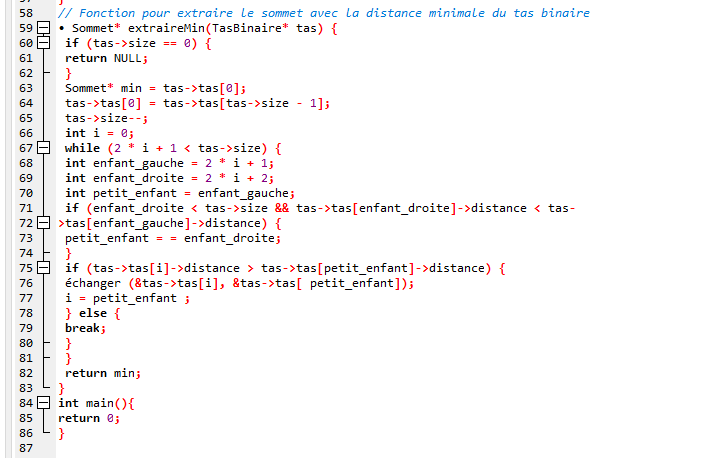 58 // Fonction pour extraire le sommet avec la distance minimale du tas binaire
59 • Sommet* extraireMin(TasBinaire* tas) {
60 if (tas->size == 0) {
61 return NULL;
62 }
63 Sommet* min = tas->tas[0];
64 tas->tas[0] = tas->tas[tas->size - 1];
65 tas->size--;
66 int i = 0;
67 while (2 * i + 1 < tas->size) {
68 int enfant_gauche = 2 * i + 1;
69 int enfant_droite = 2 * i + 2;
70 int petit_enfant = enfant_gauche;
71 if (enfant_droite < tas->size && tas->tas[enfant_droite]->distance < tas-
72 >tas[enfant_gauche]->distance) {
73 petit_enfant = = enfant_droite;
74 }
75 if (tas->tas[i]->distance > tas->tas[petit_enfant]->distance) {
76 échanger (&tas->tas[i], &tas->tas[ petit_enfant]);
77 i = petit_enfant ;
78 } else {
79 break;
80 }
81 }
82 return min;
83 }
84 int main(){
85 return 0;
86 }
87